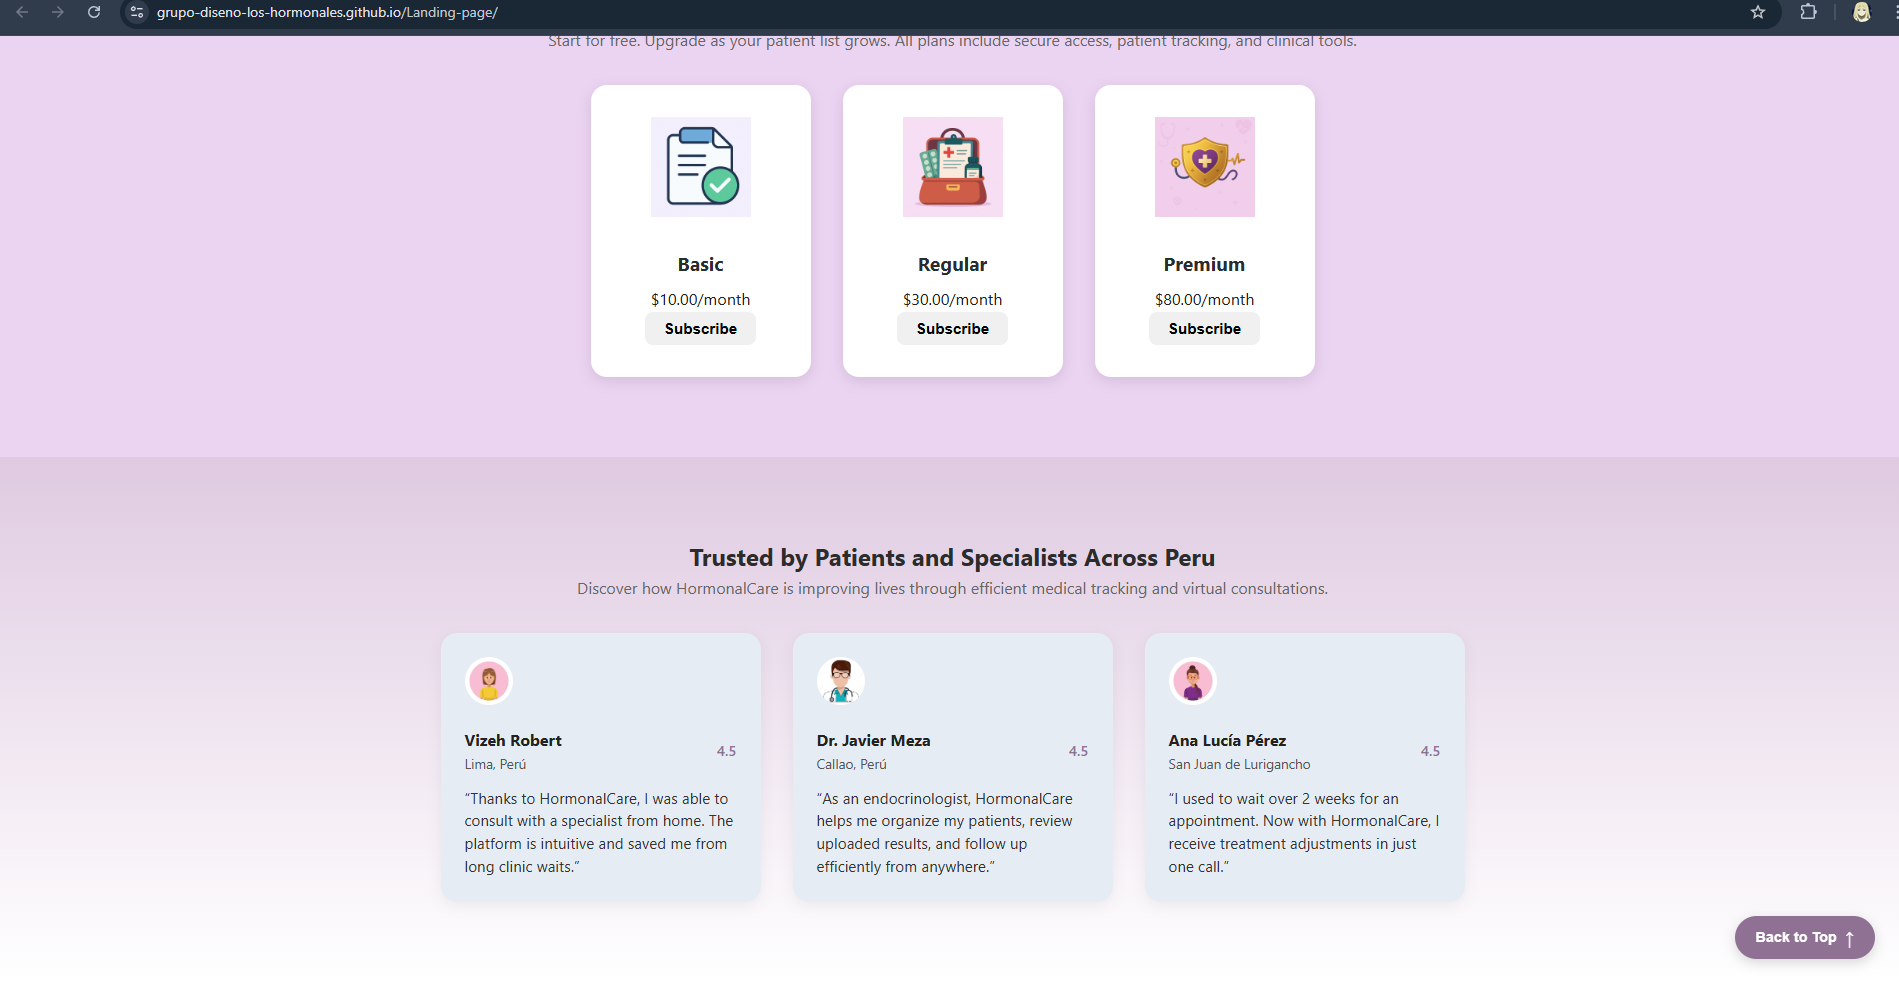 grupo-diseno-los-hormonales.github.io/Landing-page/
Start for free. Upgrade as your patient list grows. All plans include secure access, patient tracking, and clinical tools.
Basic
$10.00/month
Subscribe
Regular
$30.00/month
Subscribe
Premium
$80.00/month
Subscribe
Trusted by Patients and Specialists Across Peru
Discover how HormonalCare is improving lives through efficient medical tracking and virtual consultations.
Vizeh Robert
4.5
Lima, Perú
“Thanks to HormonalCare, I was able to
consult with a specialist from home. The
platform is intuitive and saved me from
long clinic waits.”
Dr. Javier Meza
4.5
Callao, Perú
“As an endocrinologist, HormonalCare
helps me organize my patients, review
uploaded results, and follow up
efficiently from anywhere.”
Ana Lucía Pérez
4.5
San Juan de Lurigancho
“I used to wait over 2 weeks for an
appointment. Now with HormonalCare, I
receive treatment adjustments in just
one call.”
Back to Top ↑